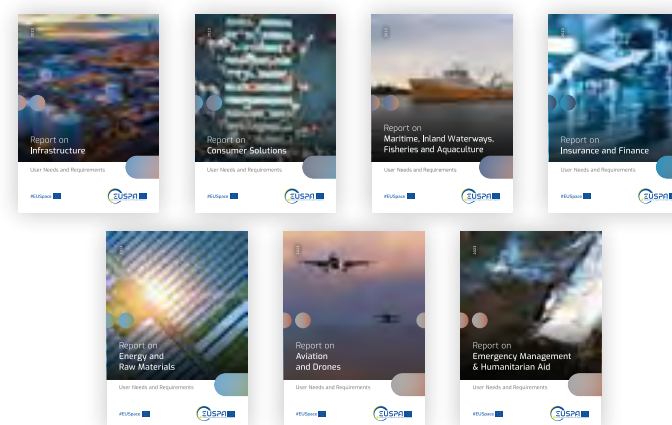 Report on
Infrastructure
User Needs and Requirements
#EUSpace
EUSPA
Report on
Consumer Solutions
User Needs and Requirements
#EUSpace
EUSPA
Report on
Maritime, Inland Waterways,
Fisheries and Aquaculture
User Needs and Requirements
#EUSpace
EUSPA
Report on
Insurance and Finance
User Needs and Requirements
#EUSpace
EUSPA
Report on
Energy and
Raw Materials
User Needs and Requirements
#EUSpace
EUSPA
Report on
Aviation
and Drones
User Needs and Requirements
#EUSpace
EUSPA
Report on
Emergency Management
& Humanitarian Aid
User Needs and Requirements
#EUSpace
EUSPA